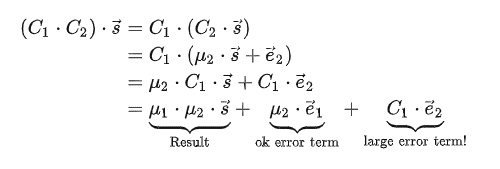 (C₁ · C₂) · s⃗ = C₁ · (C₂ · s⃗)
= C₁ · (μ₂ · s⃗ + e⃗₂)
= μ₂ · C₁ · s⃗ + C₁ · e⃗₂
= μ₁ · μ₂ · s⃗ + μ₂ · e⃗₁ + C₁ · e⃗₂
Result ok error term large error term!